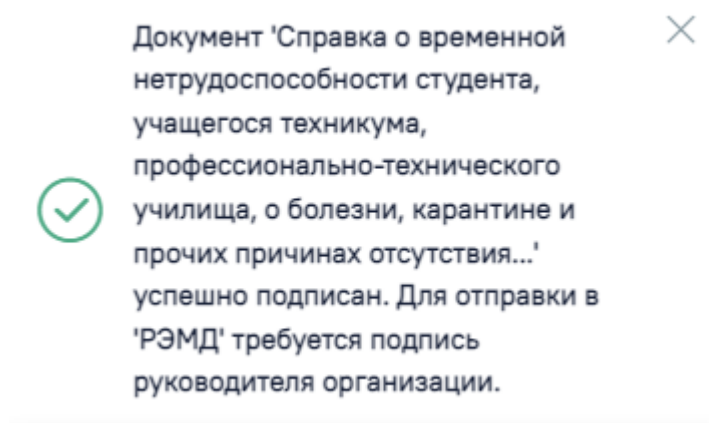 Документ 'Справка о временной
нетрудоспособности студента,
учащегося техникума,
профессионально-технического
училища, о болезни, карантине и
прочих причинах отсутствия...'
успешно подписан. Для отправки в
'РЭМД' требуется подпись
руководителя организации.